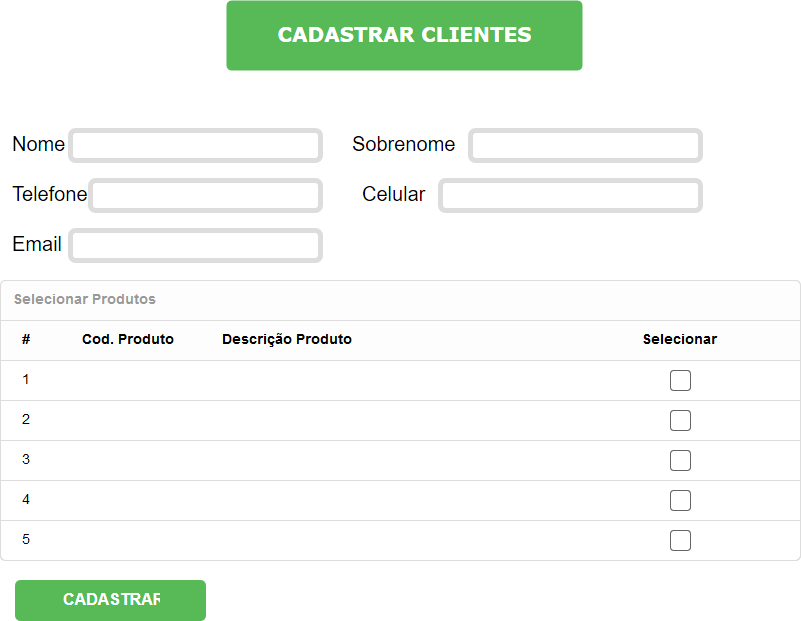 CADASTRAR CLIENTES
Nome Sobrenome
Telefone Celular
Email
Selecionar Produtos
# Cod. Produto Descrição Produto Selecionar
1
2
3
4
5
CADASTRAR